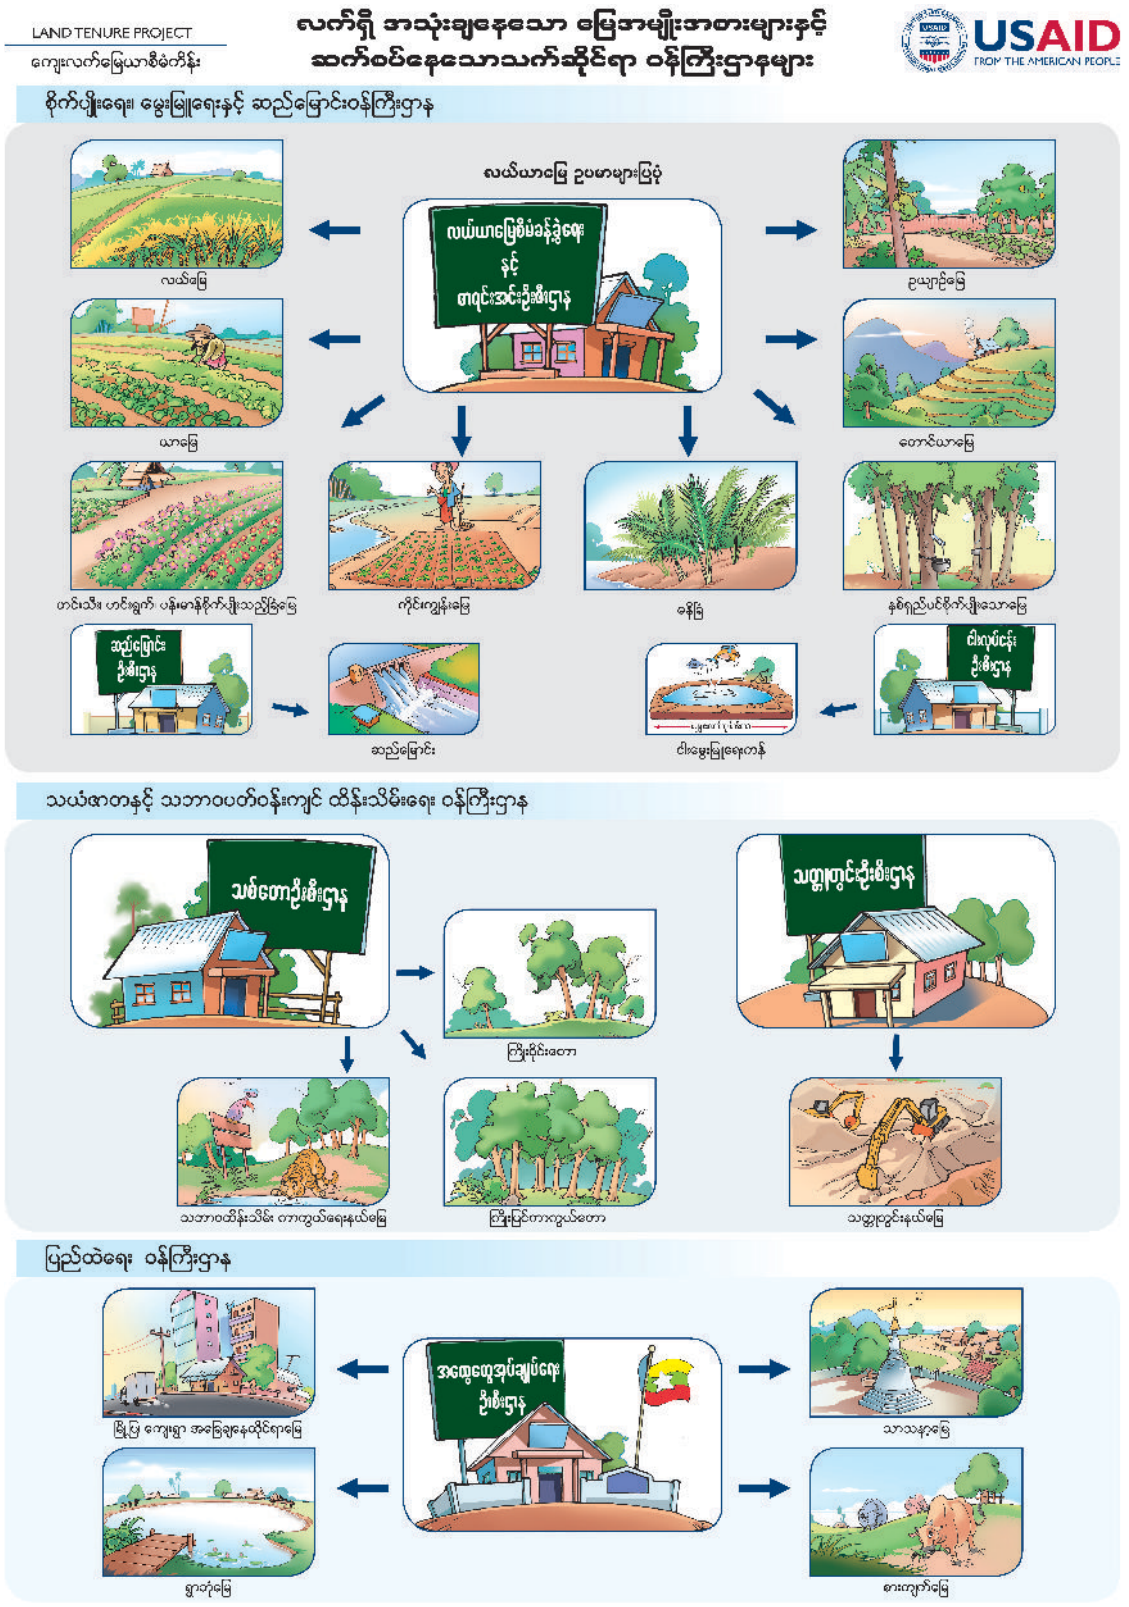 LAND TENURE PROJECT
ကျေးလက်မြေယာစီမံကိန်း
လက်ရှိ အသုံးချနေသော မြေအမျိုးအစားများနှင့်
ဆက်စပ်နေသောသက်ဆိုင်ရာ ဝန်ကြီးဌာနများ
USAID
USAID
FROM THE AMERICAN PEOPLE
စိုက်ပျိုးရေး၊ မွေးမြူရေးနှင့် ဆည်မြောင်းဝန်ကြီးဌာန
လယ်ယာမြေ ဥပမာများပြပုံ
လယ်ယာမြေစီမံခန့်ခွဲရေး
နှင့်
စာရင်းအင်းဦးစီးဌာန
လယ်မြေ
ဥယျာဉ်မြေ
ယာမြေ
တောင်ယာမြေ
ဟင်းသီး၊ ဟင်းရွက်၊ ပန်းမာန်စိုက်ပျိုးသည့်ခြံမြေ
ကိုင်းကျွန်းမြေ
ဓနိခြံ
နှစ်ရှည်ပင်စိုက်ပျိုးသောမြေ
ဆည်မြောင်း
ဦးစီးဌာန
ငါးလုပ်ငန်း
ဦးစီးဌာန
ဆည်မြောင်း
ငါးမွေးမြူရေးကန်
သယံဇာတနှင့် သဘာဝပတ်ဝန်းကျင် ထိန်းသိမ်းရေး ဝန်ကြီးဌာန
သစ်တောဦးစီးဌာန
သတ္တုတွင်းဦးစီးဌာန
ကြိုးဝိုင်းတော
သဘာဝထိန်းသိမ်း ကာကွယ်ရေးနယ်မြေ
ကြိုးပြင်ကာကွယ်တော
သတ္တုတွင်းနယ်မြေ
ပြည်ထဲရေး ဝန်ကြီးဌာန
အထွေထွေအုပ်ချုပ်ရေး
ဦးစီးဌာန
မြို့ပြ၊ ကျေးရွာ အခြေချနေထိုင်ရာမြေ
သာသနာ့မြေ
ရွာဘုံမြေ
စားကျက်မြေ